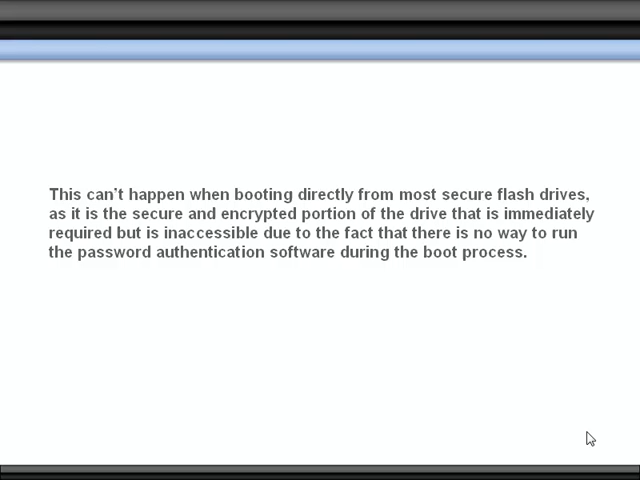 This can't happen when booting directly from most secure flash drives,
as it is the secure and encrypted portion of the drive that is immediately
required but is inaccessible due to the fact that there is no way to run
the password authentication software during the boot process.